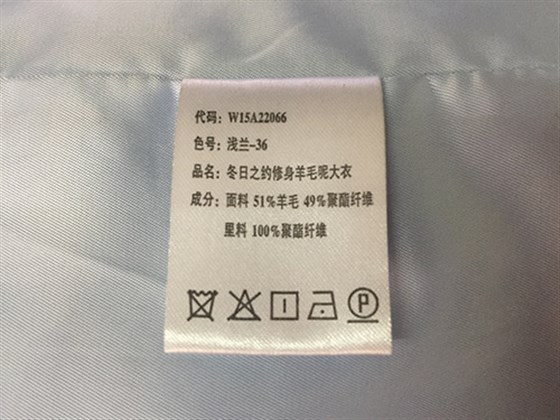 代码：W15A22066
色号：浅兰-36
品名：冬日之约修身羊毛呢大衣
成分：面料 51%羊毛 49%聚酯纤维
里料 100%聚酯纤维
P